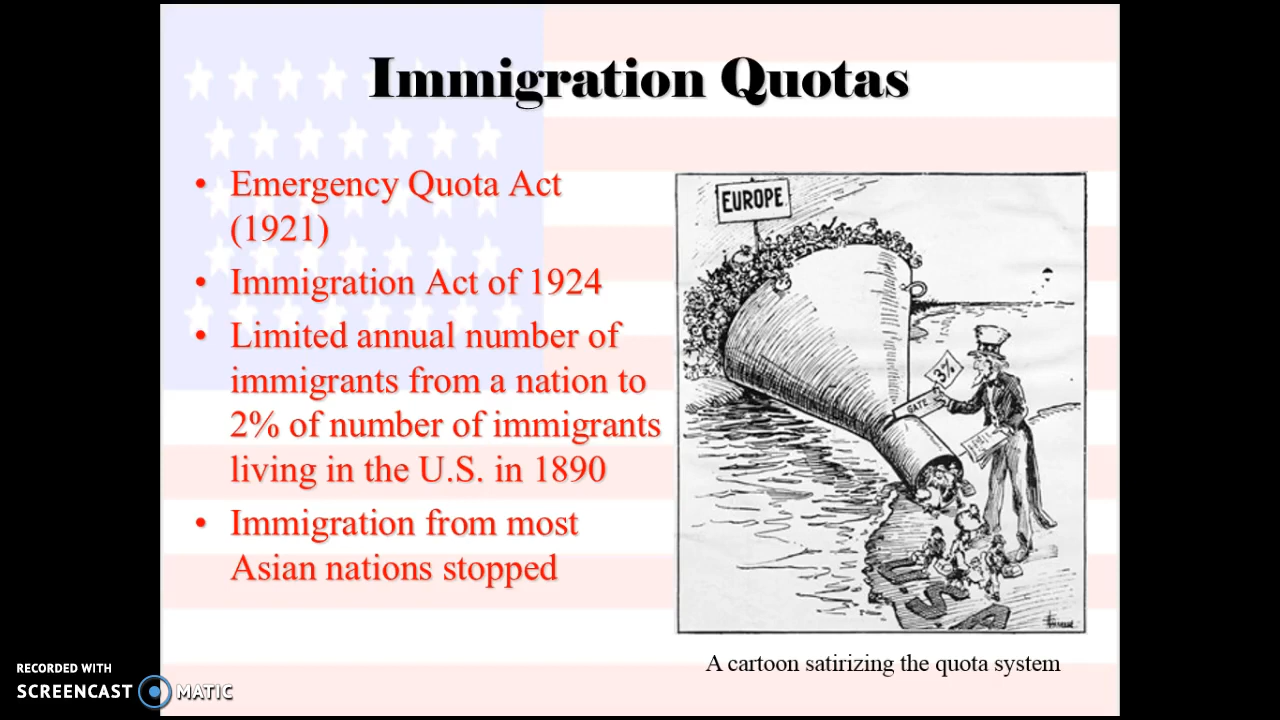 Immigration Quotas
• Emergency Quota Act
(1921)
• Immigration Act of 1924
• Limited annual number of
immigrants from a nation to
2% of number of immigrants
living in the U.S. in 1890
• Immigration from most
Asian nations stopped
EUROPE
3%
GATE
U.S.A
A cartoon satirizing the quota system
RECORDED WITH
SCREENCAST MATIC